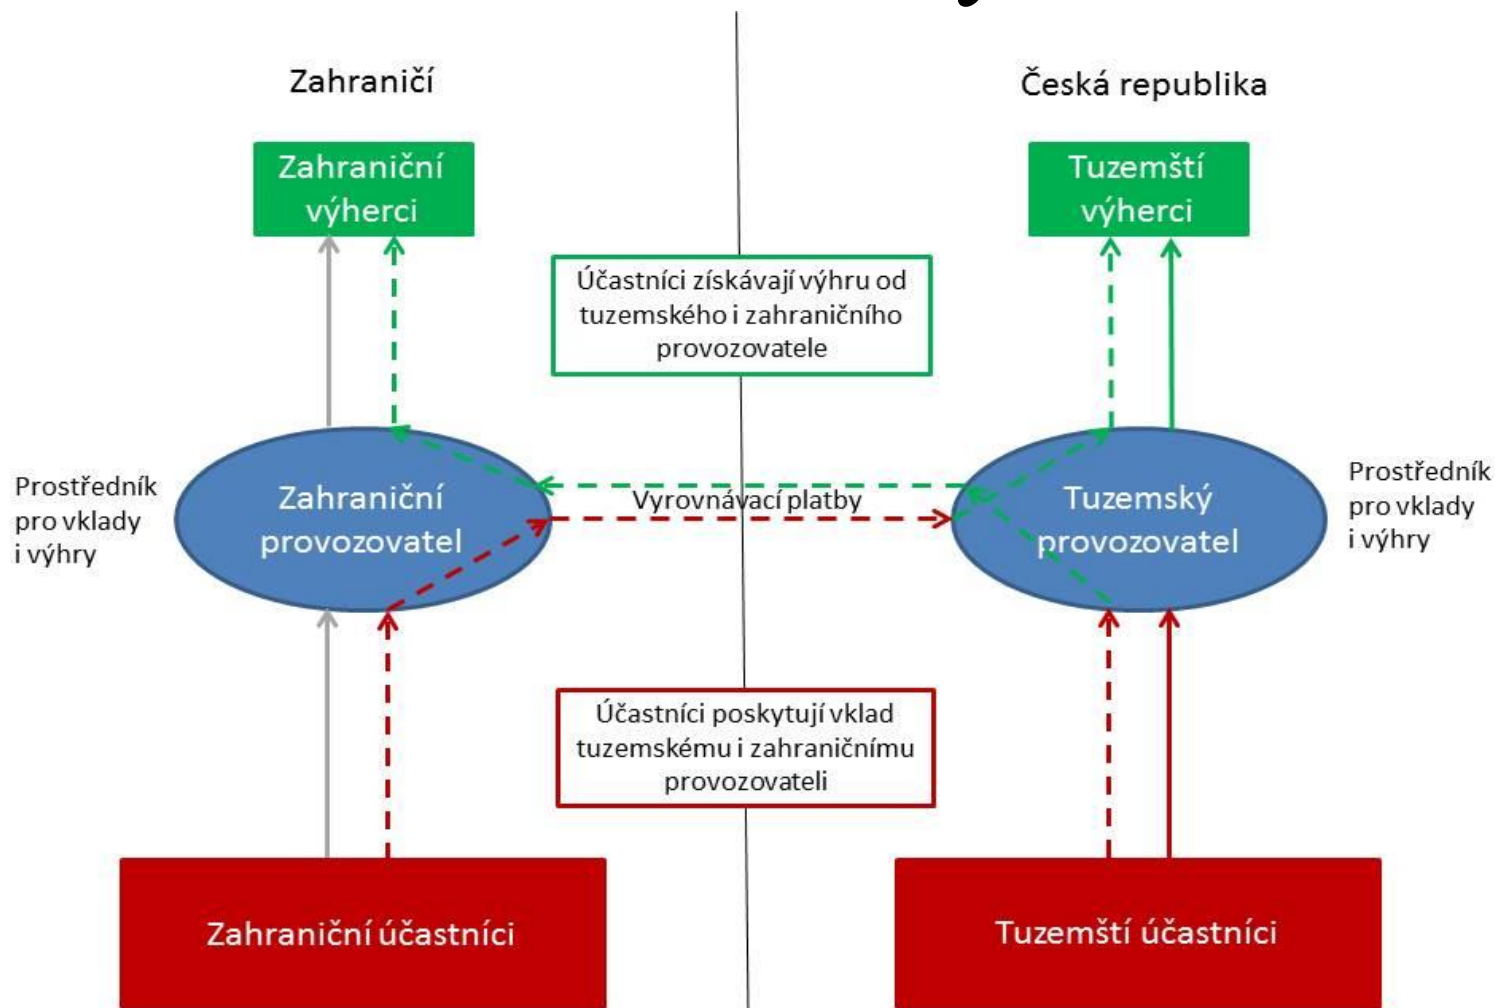 Zahraničí
Česká republika
Zahraniční
výherci
Tuzemští
výherci
Účastníci získávají výhru od
tuzemského i zahraničního
provozovatele
Prostředník
pro vklady
i výhry
Zahraniční
provozovatel
Vyrovnávací platby
Tuzemský
provozovatel
Prostředník
pro vklady
i výhry
Účastníci poskytují vklad
tuzemskému i zahraničnímu
provozovateli
Zahraniční účastníci
Tuzemští účastníci